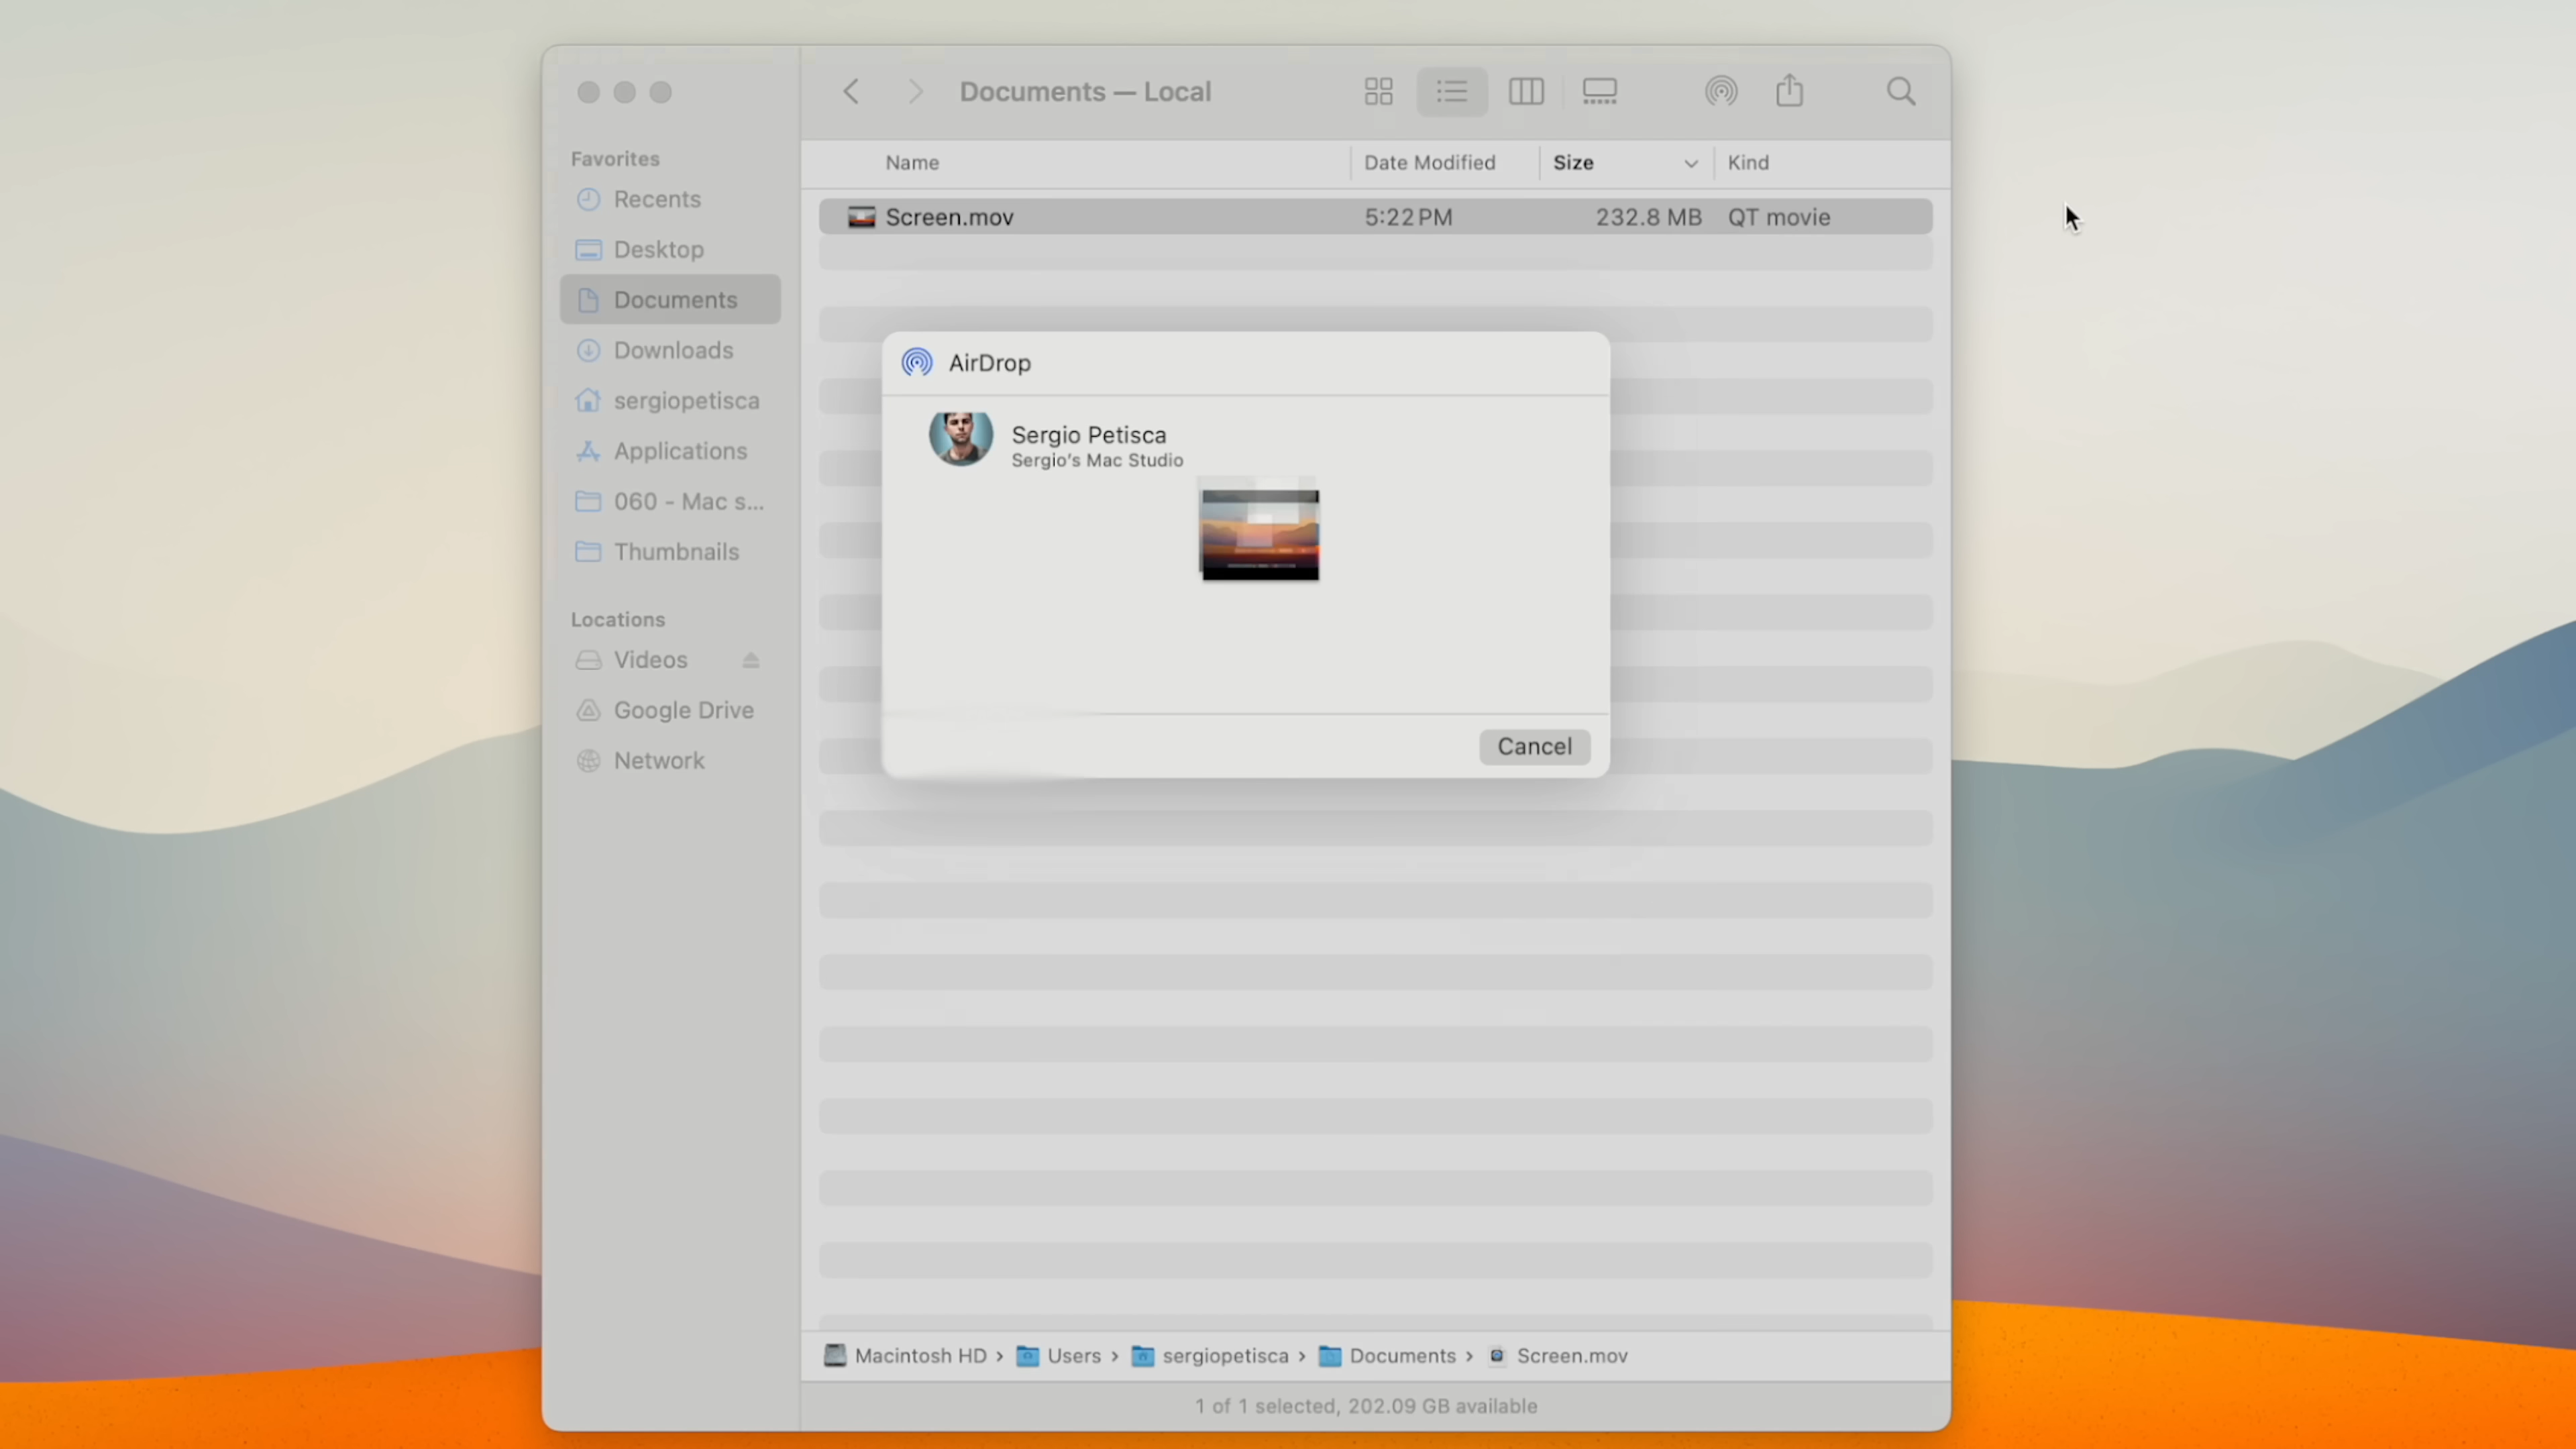 Documents — Local
Favorites
Recents
Desktop
Documents
Downloads
sergiopetisca
Applications
060 - Mac s...
Thumbnails
Locations
Videos
Google Drive
Network
Name Date Modified Size Kind
Screen.mov 5:22 PM 232.8 MB QT movie
AirDrop
Sergio Petisca
Sergio's Mac Studio
Cancel
Macintosh HD › Users › sergiopetisca › Documents › Screen.mov
1 of 1 selected, 202.09 GB available